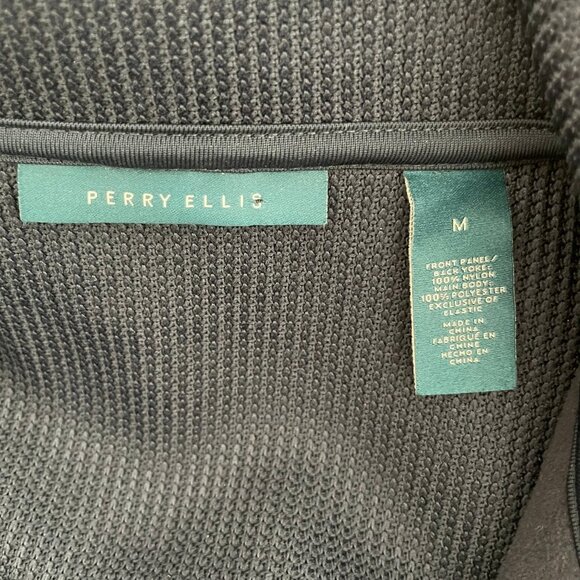 PERRY ELLIS
M
FRONT PANEL/
BACK YOKE:
100% NYLON
MAIN BODY:
100% POLYESTER
EXCLUSIVE OF
ELASTIC
MADE IN
CHINA
FABRIQUÉ EN
CHINE
HECHO EN
CHINA